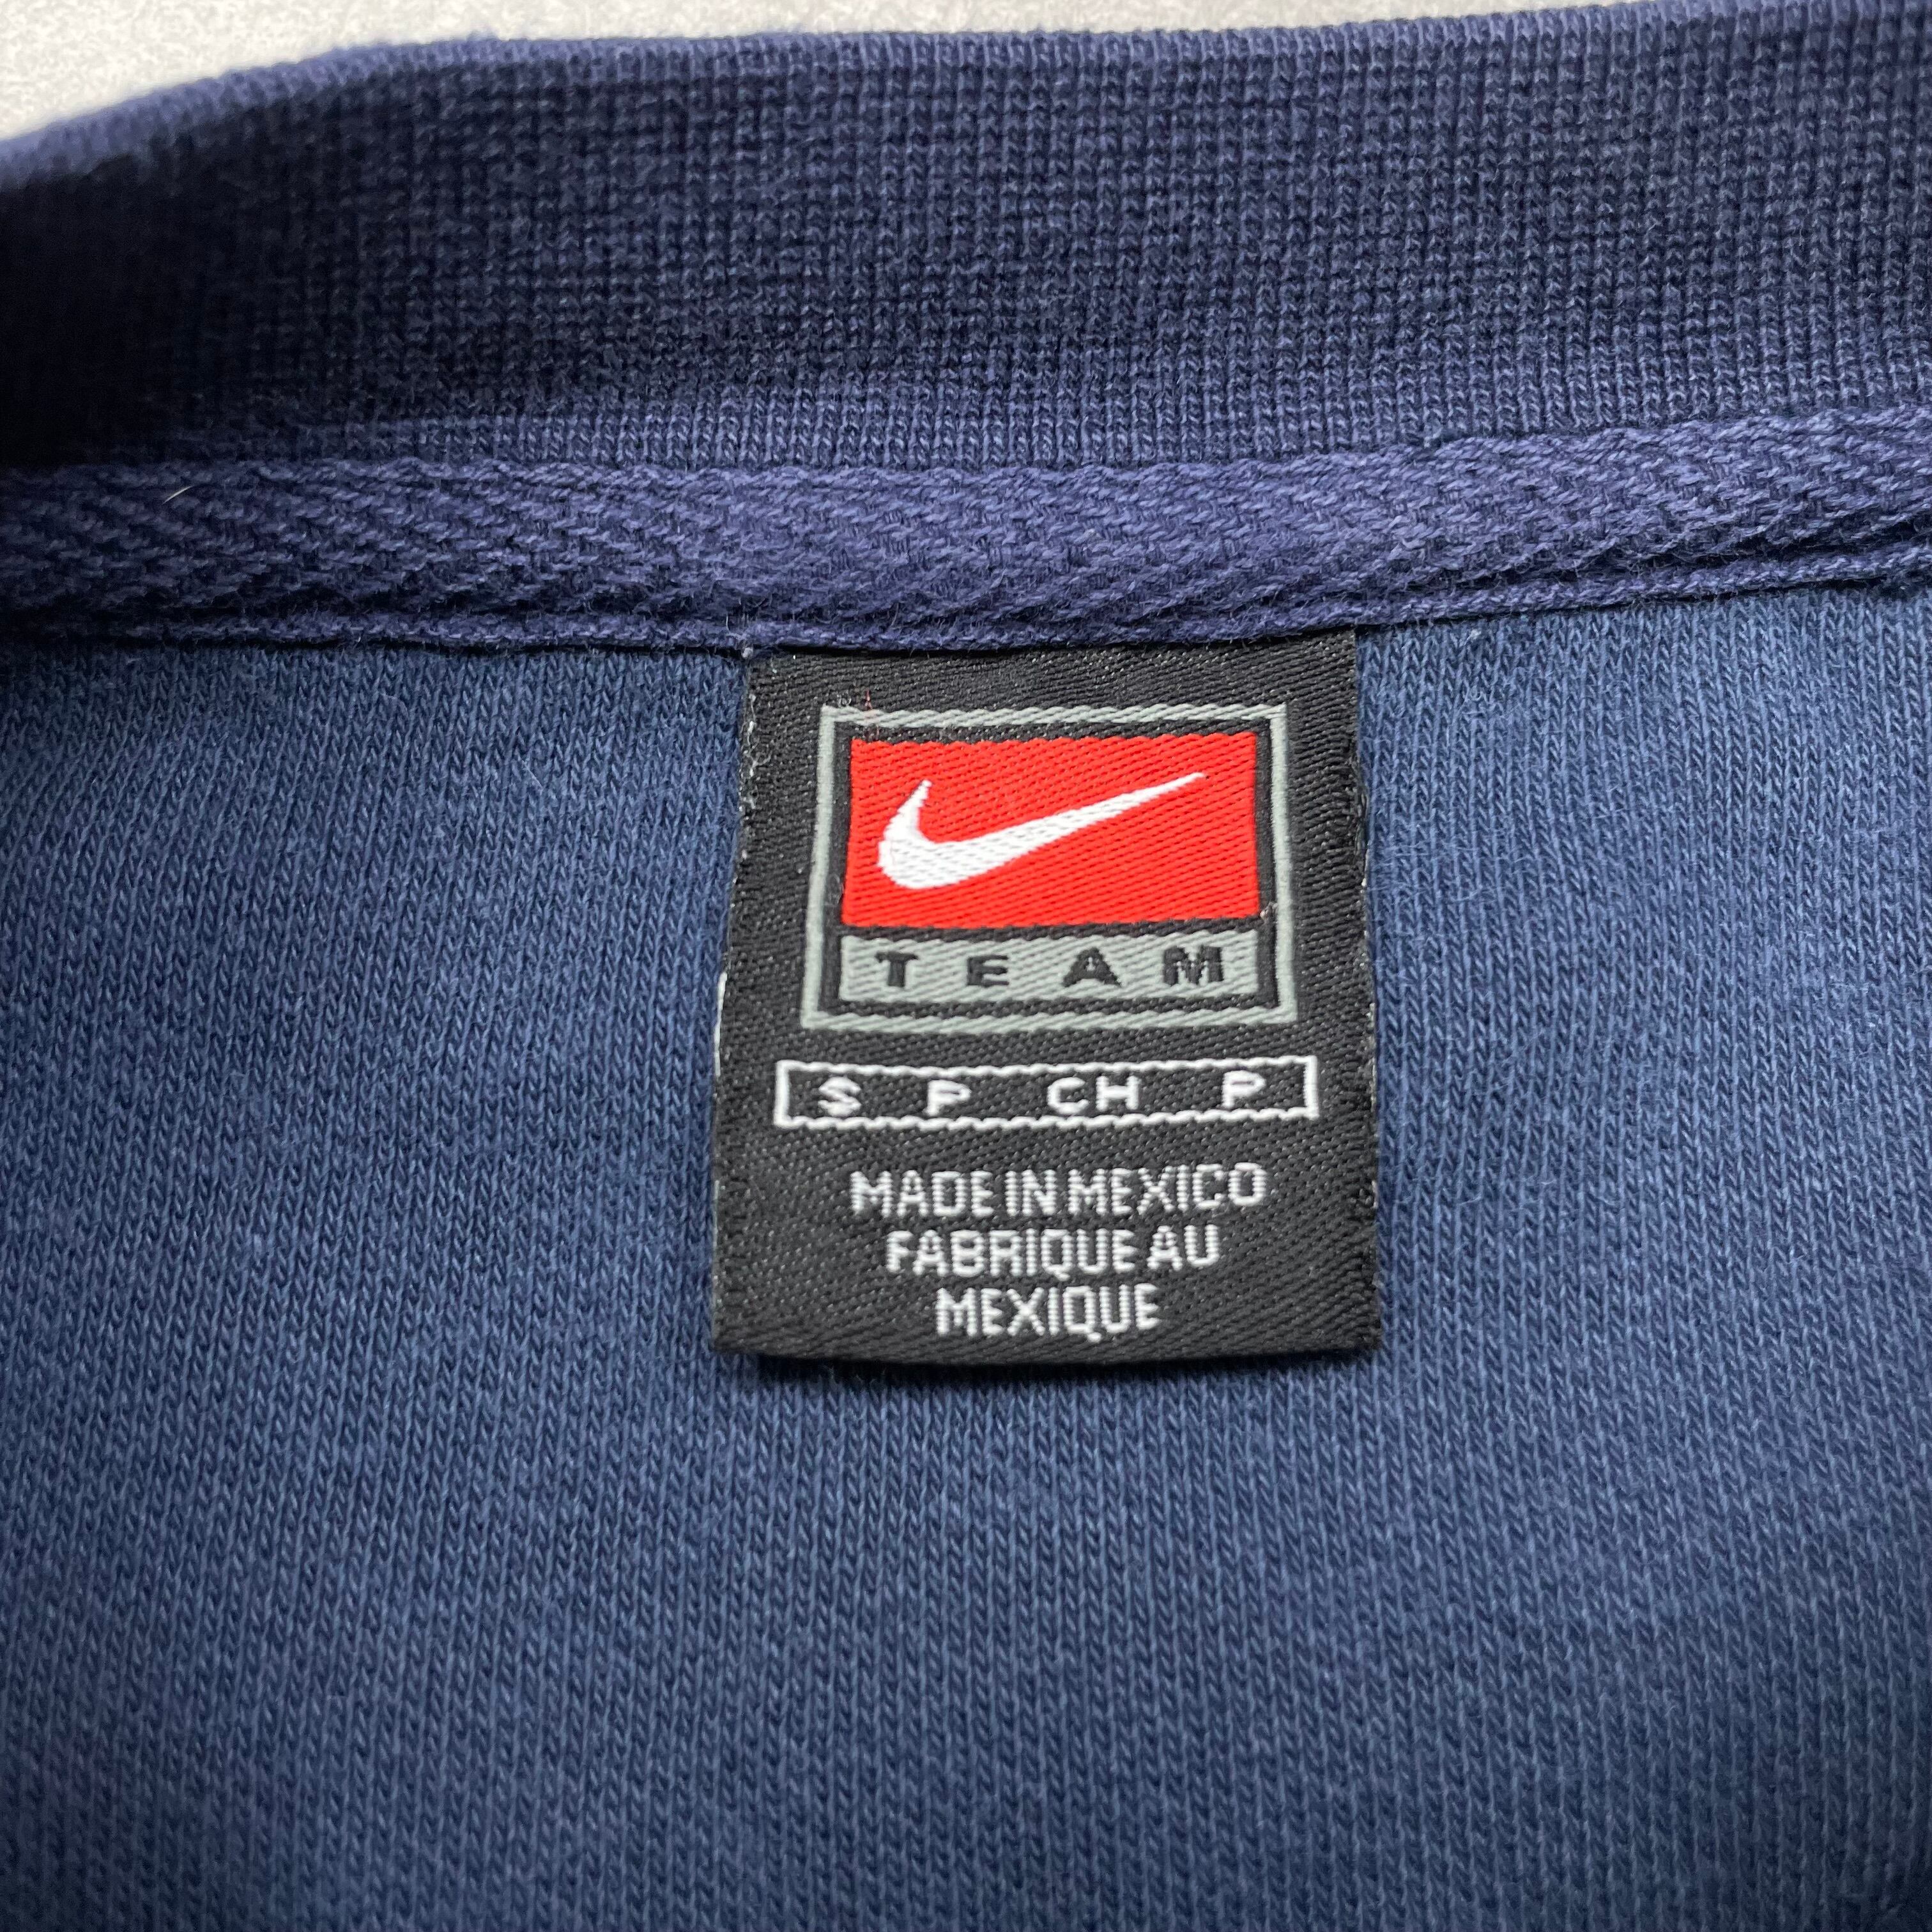 TEAM
S P CH P
MADE IN MEXICO
FABRIQUE AU
MEXIQUE